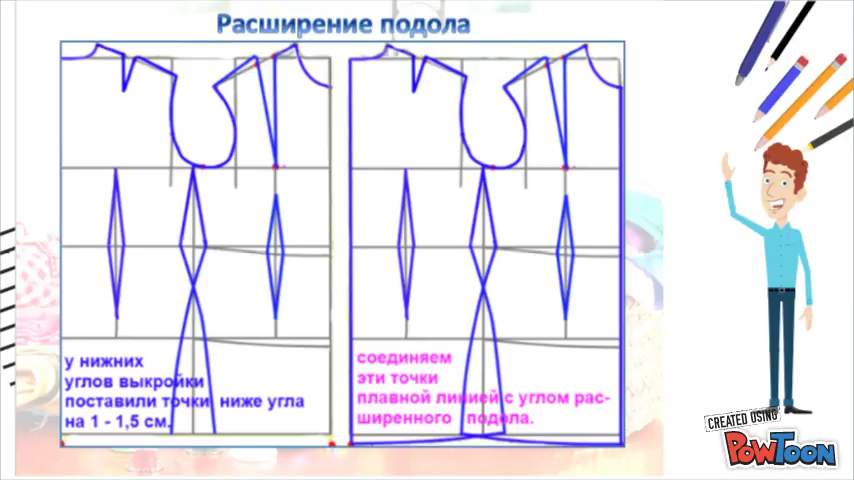 Расширение подола
у нижних
углов выкройки
поставили точки ниже угла
на 1 - 1,5 см.
соединяем
эти точки
плавной линией с углом рас-
ширенного подола.
CREATED USING
POWTOON